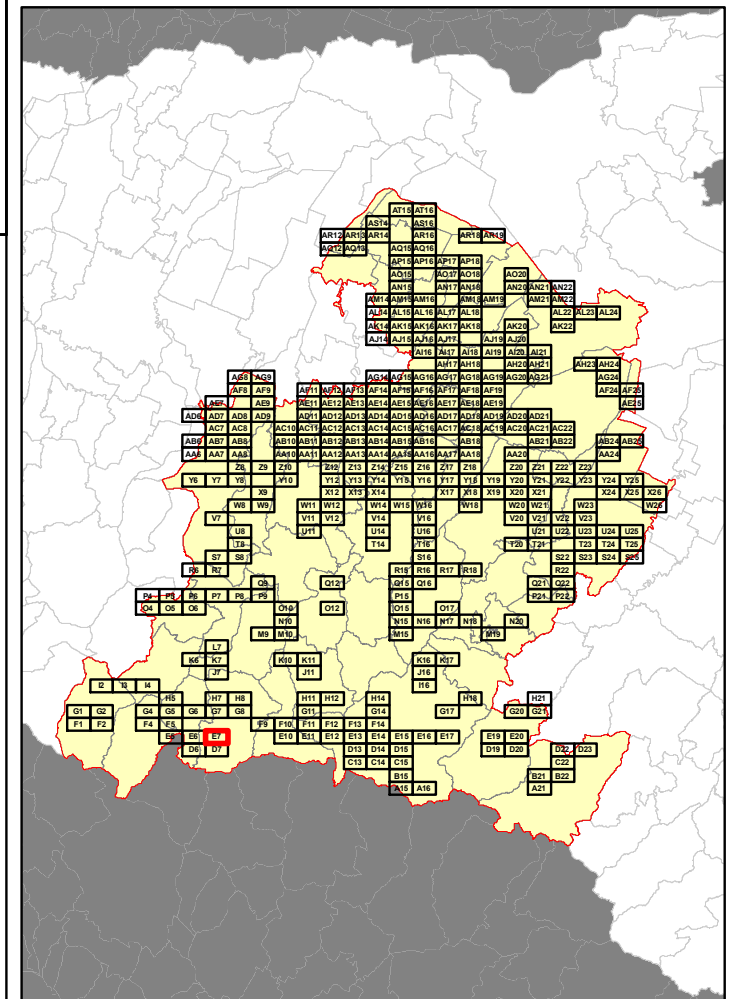 AT15 AT16
AS14 AS16
AR12 AR13 AR14 AR16 AR18 AR19
AQ12 AQ13 AQ15 AQ16
AP15 AP16 AP17 AP18
AO15 AO17 AO18 AO20
AN15 AN17 AN18 AN20 AN21 AN22
AM14 AM15 AM16 AM18 AM19 AM21 AM22
AL14 AL15 AL16 AL17 AL18 AL22 AL23 AL24
AK14 AK15 AK16 AK17 AK18 AK20 AK22
AJ14 AJ15 AJ16 AJ17 AJ19 AJ20
AI16 AI17 AI18 AI19 AI20 AI21
AH17 AH18 AH20 AH21 AH23 AH24
AG8 AG9 AG14 AG15 AG16 AG17 AG18 AG19 AG20 AG21 AG24
AF8 AF9 AF11 AF12 AF13 AF14 AF15 AF16 AF17 AF18 AF19 AF24 AF25
AE7 AE9 AE11 AE12 AE13 AE14 AE15 AE16 AE17 AE18 AE19 AE25
AD6 AD7 AD8 AD9 AD11 AD12 AD13 AD14 AD15 AD16 AD17 AD18 AD19 AD20 AD21
AC7 AC8 AC10 AC11 AC12 AC13 AC14 AC15 AC16 AC17 AC18 AC19 AC20 AC21 AC22
AB6 AB7 AB8 AB10 AB11 AB12 AB13 AB14 AB15 AB16 AB18 AB21 AB22 AB24 AB25
AA6 AA7 AA8 AA10 AA11 AA12 AA13 AA14 AA15 AA16 AA17 AA18 AA20 AA24
Z8 Z9 Z10 Z12 Z13 Z14 Z15 Z16 Z17 Z18 Z20 Z21 Z22 Z23
Y6 Y7 Y8 Y10 Y12 Y13 Y14 Y15 Y16 Y17 Y18 Y19 Y20 Y21 Y22 Y23 Y24 Y25
X9 X12 X13 X14 X17 X18 X19 X20 X21 X24 X25 X26
W8 W9 W11 W12 W14 W15 W16 W18 W20 W21 W23 W26
V7 V11 V12 V14 V16 V20 V21 V22 V23
U8 U11 U14 U16 U21 U22 U23 U24 U25
T8 T14 T16 T20 T21 T23 T24 T25
S7 S8 S16 S22 S23 S24 S25
R6 R7 R15 R16 R17 R18 R22
Q9 Q12 Q15 Q16 Q21 Q22
P4 P5 P6 P7 P8 P9 P15 P21 P22
O4 O5 O6 O10 O12 O15 O17
N10 N15 N16 N17 N18 N20
M9 M10 M15 M19
L7
K6 K7 K10 K11 K16 K17
J7 J11 J16
I2 I3 I4 I16
H5 H7 H8 H11 H12 H14 H18 H21
G1 G2 G4 G5 G6 G7 G8 G11 G14 G17 G20 G21
F1 F2 F4 F5 F9 F10 F11 F12 F13 F14
E5 E6 E7 E10 E11 E12 E13 E14 E15 E16 E17 E19 E20
D6 D7 D13 D14 D15 D19 D20 D22 D23
C13 C14 C15 C22
B15 B21 B22
A15 A16 A21